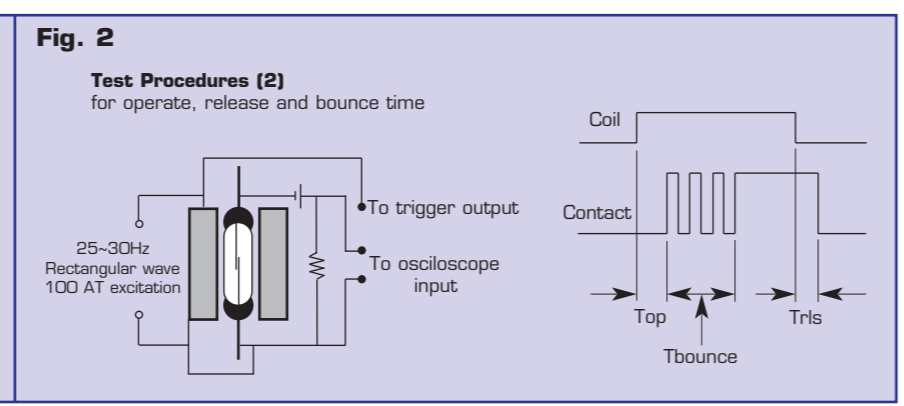 Fig. 2
Test Procedures (2)
for operate, release and bounce time
25~30Hz
Rectangular wave
100 AT excitation
To trigger output
To osciloscope
input
Coil
Contact
Top
Trls
Tbounce